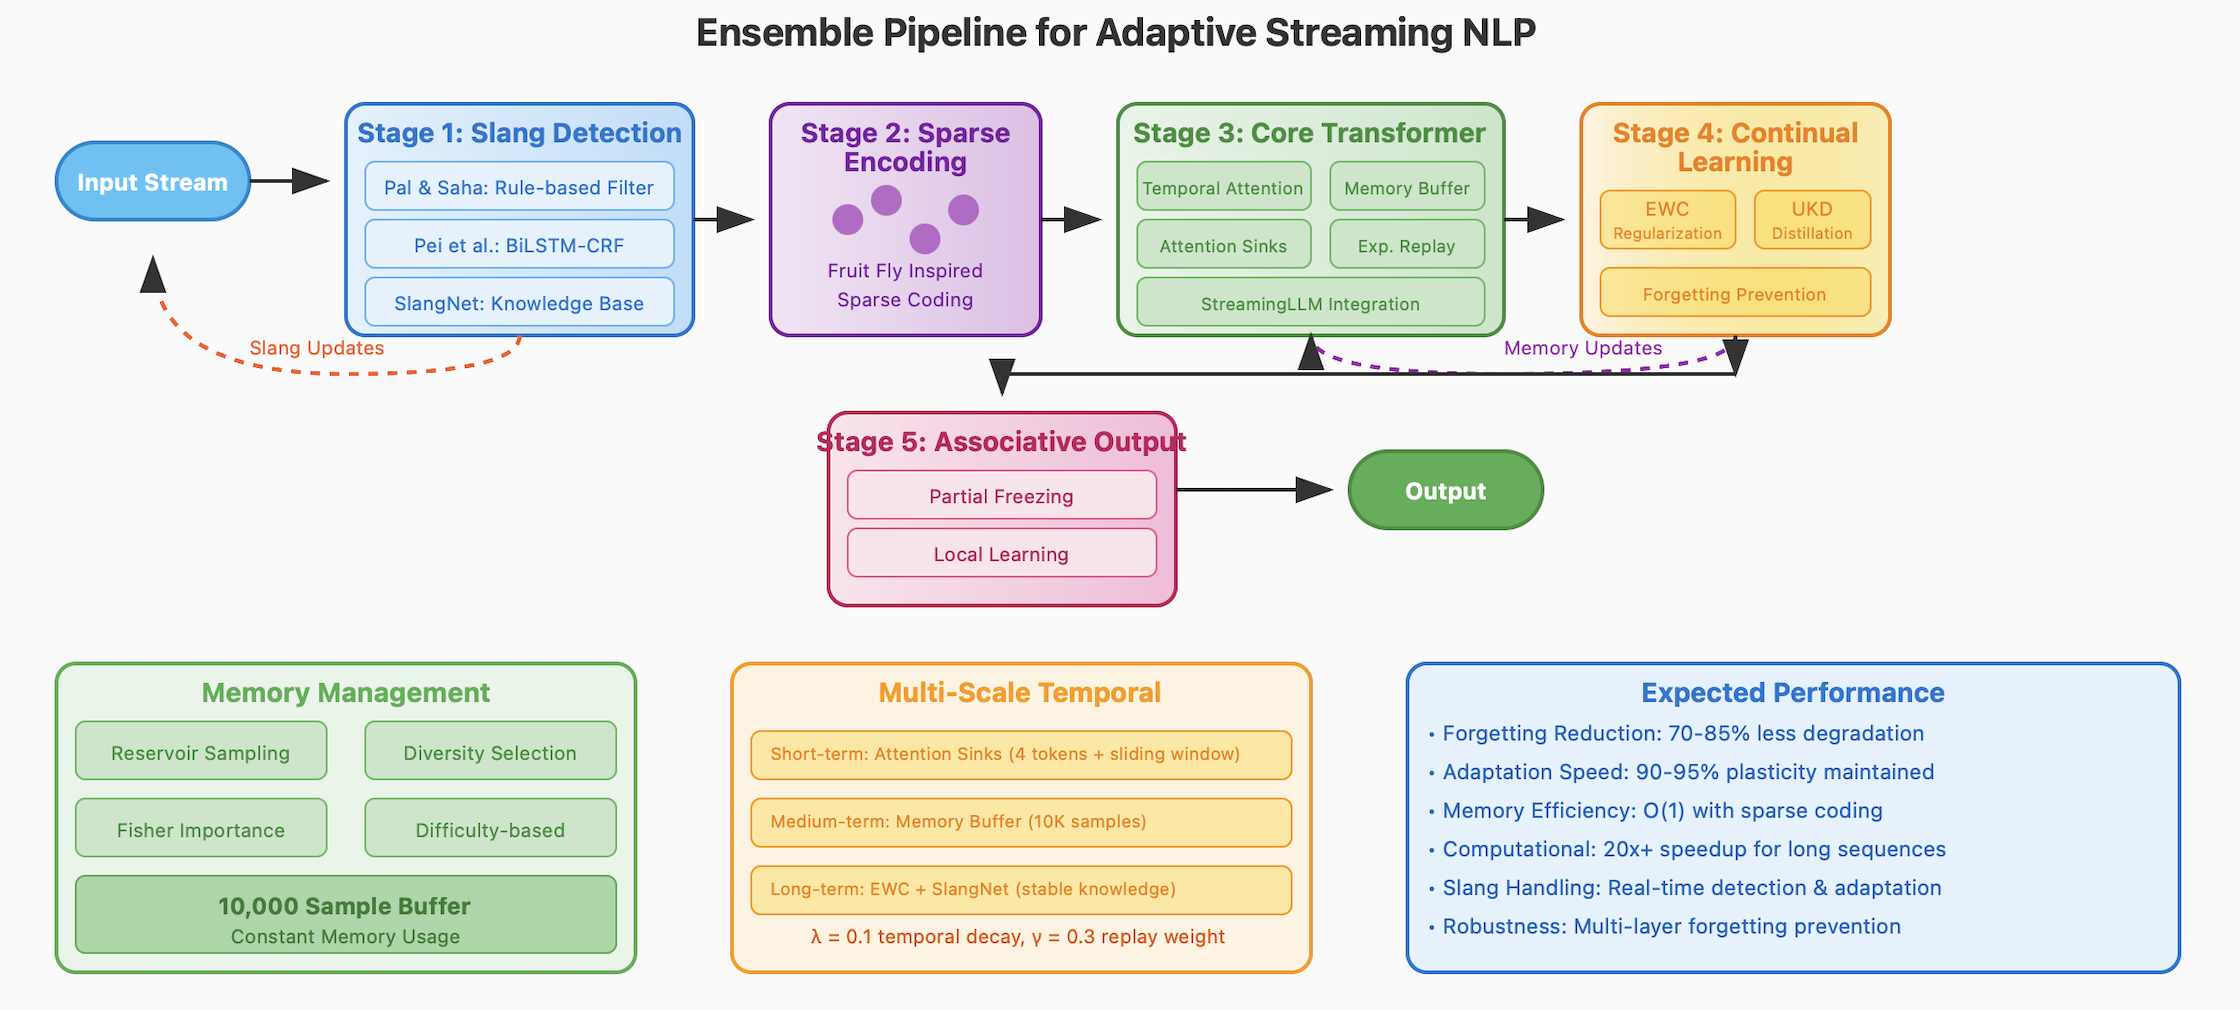 Ensemble Pipeline for Adaptive Streaming NLP
Input Stream
Stage 1: Slang Detection
Pal & Saha: Rule-based Filter
Pei et al.: BiLSTM-CRF
SlangNet: Knowledge Base
Slang Updates
Stage 2: Sparse
Encoding
Fruit Fly Inspired
Sparse Coding
Stage 3: Core Transformer
Temporal Attention
Memory Buffer
Attention Sinks
Exp. Replay
StreamingLLM Integration
Stage 4: Continual
Learning
EWC
Regularization
UKD
Distillation
Forgetting Prevention
Memory Updates
Stage 5: Associative Output
Partial Freezing
Local Learning
Output
Memory Management
Reservoir Sampling
Diversity Selection
Fisher Importance
Difficulty-based
10,000 Sample Buffer
Constant Memory Usage
Multi-Scale Temporal
Short-term: Attention Sinks (4 tokens + sliding window)
Medium-term: Memory Buffer (10K samples)
Long-term: EWC + SlangNet (stable knowledge)
λ = 0.1 temporal decay, γ = 0.3 replay weight
Expected Performance
• Forgetting Reduction: 70-85% less degradation
• Adaptation Speed: 90-95% plasticity maintained
• Memory Efficiency: O(1) with sparse coding
• Computational: 20x+ speedup for long sequences
• Slang Handling: Real-time detection & adaptation
• Robustness: Multi-layer forgetting prevention